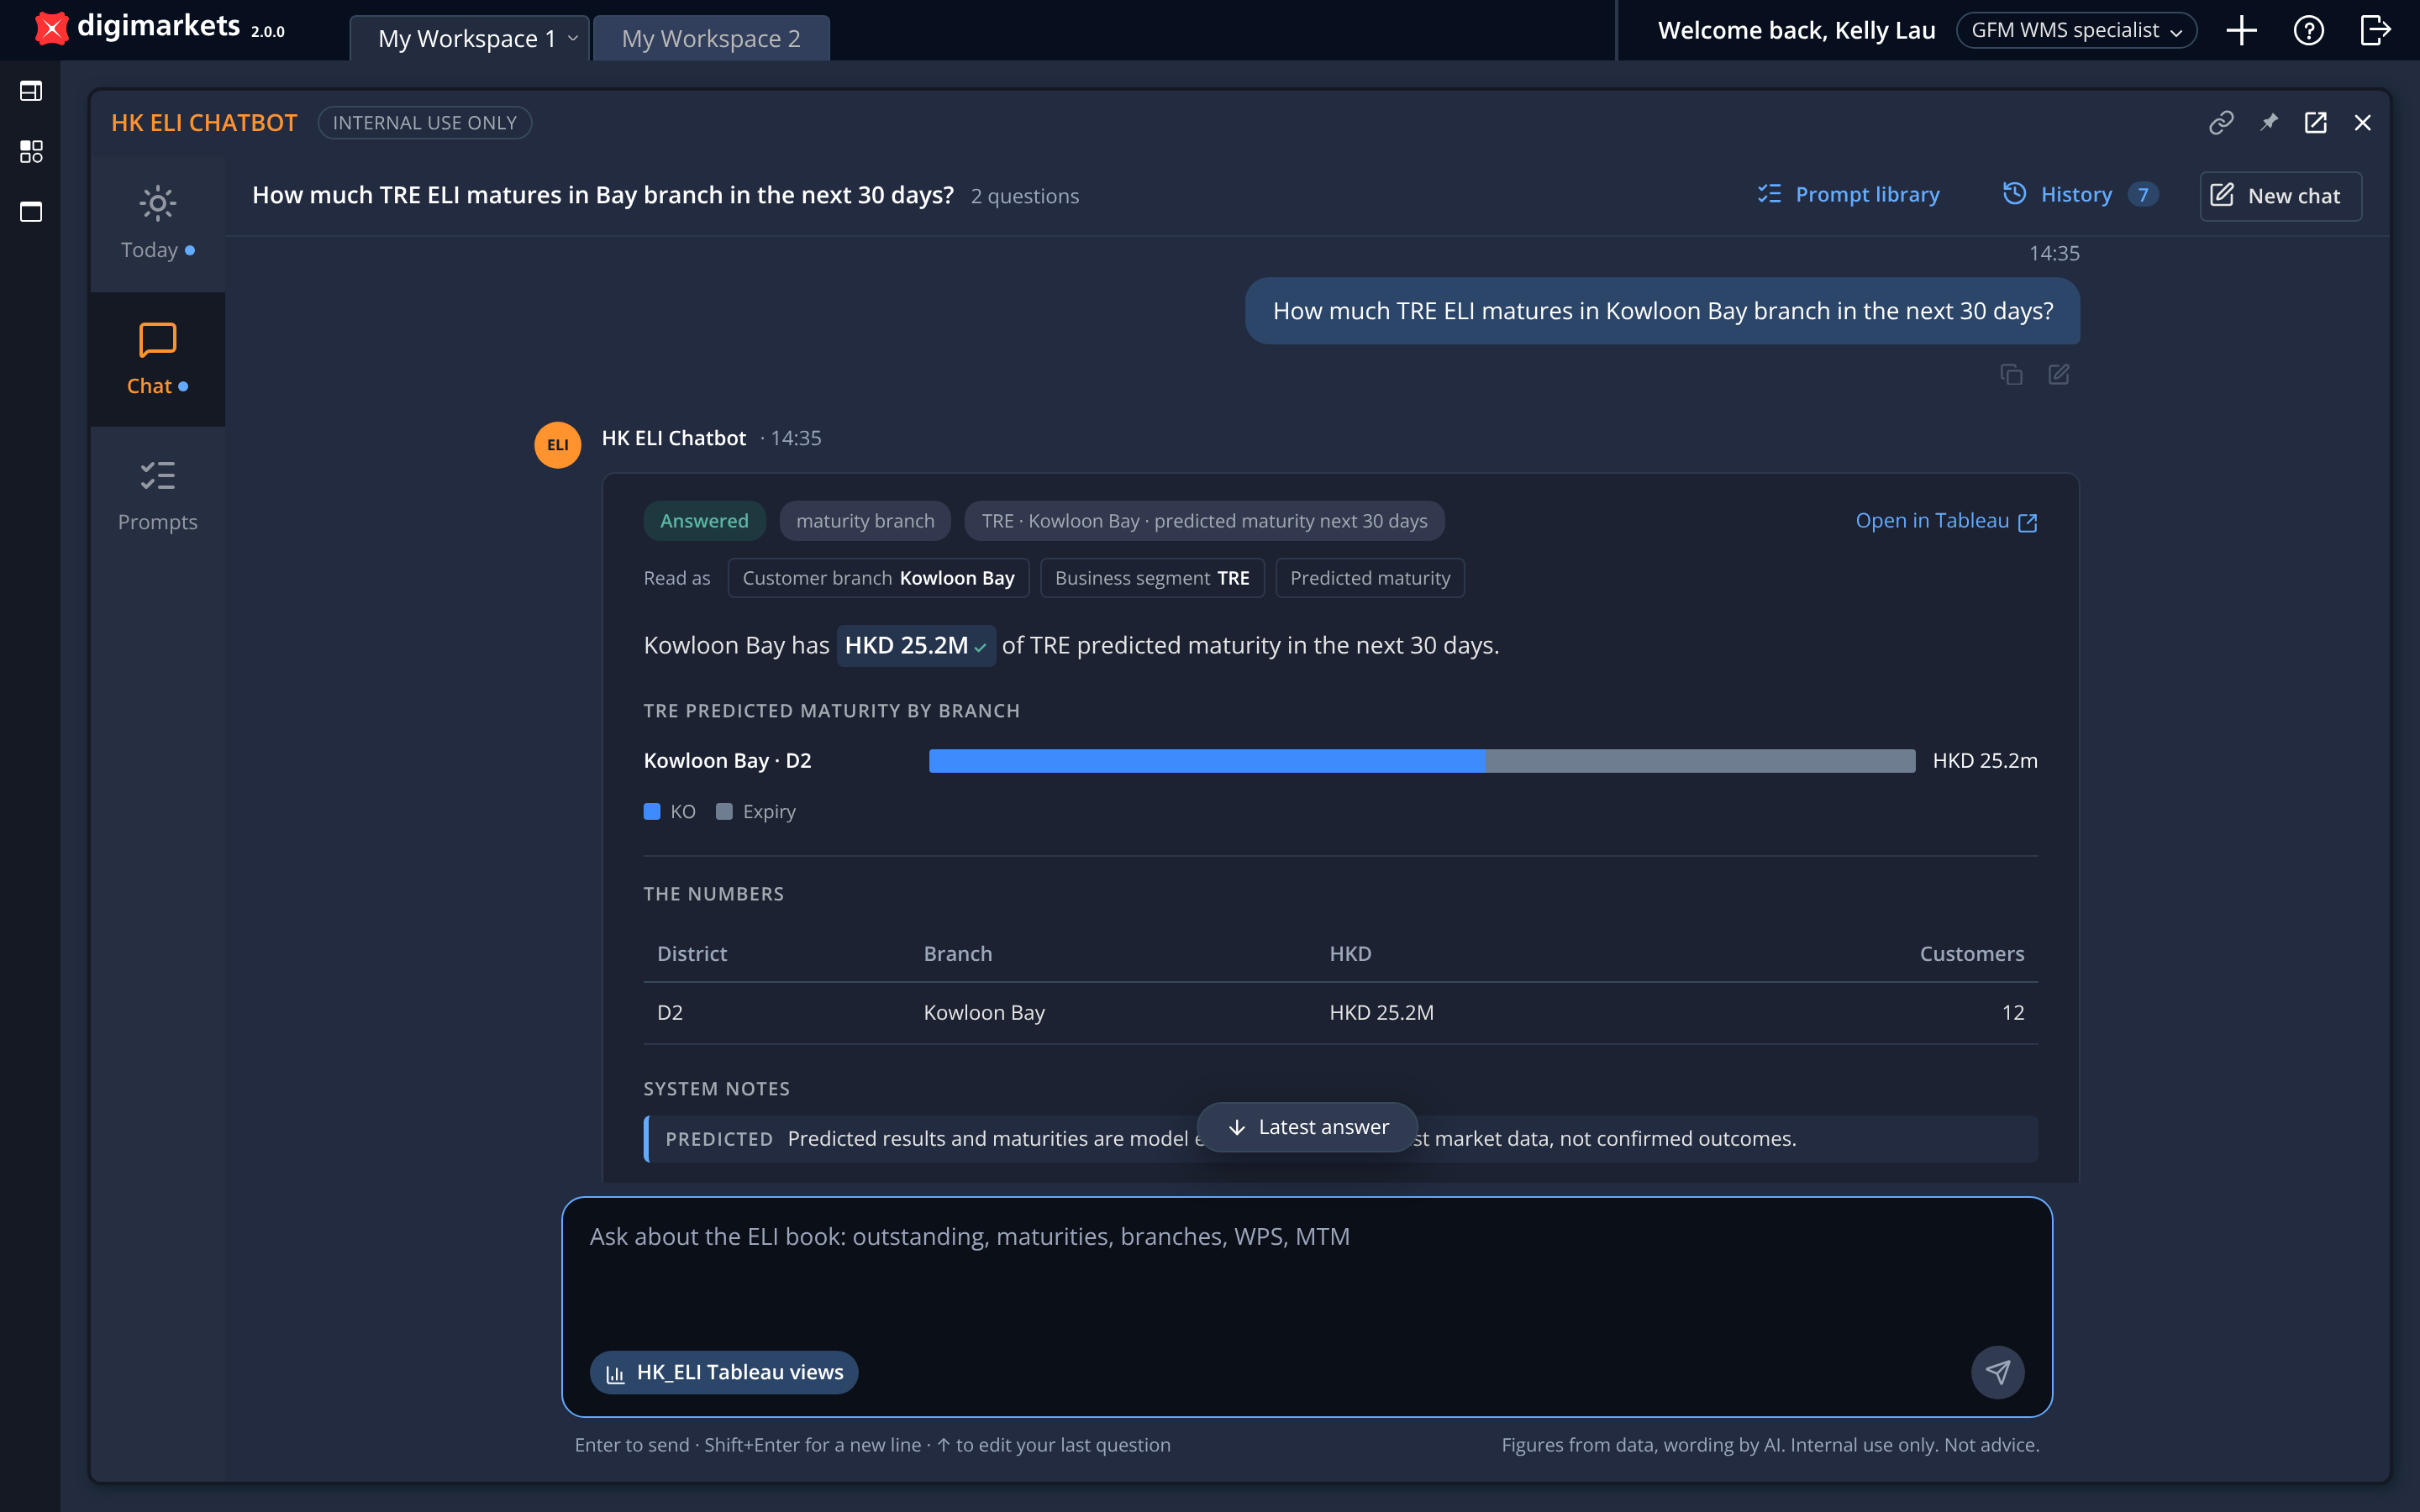 digimarkets 2.0.0
My Workspace 1
My Workspace 2
Welcome back, Kelly Lau
GFM WMS specialist
HK ELI CHATBOT
INTERNAL USE ONLY
Today
Chat
Prompts
How much TRE ELI matures in Bay branch in the next 30 days? 2 questions
Prompt library
History 7
New chat
14:35
How much TRE ELI matures in Kowloon Bay branch in the next 30 days?
ELI
HK ELI Chatbot · 14:35
Answered
maturity branch
TRE · Kowloon Bay · predicted maturity next 30 days
Open in Tableau
Read as
Customer branch Kowloon Bay
Business segment TRE
Predicted maturity
Kowloon Bay has HKD 25.2M of TRE predicted maturity in the next 30 days.
TRE PREDICTED MATURITY BY BRANCH
Kowloon Bay · D2
HKD 25.2m
KO
Expiry
THE NUMBERS
District Branch HKD Customers
D2 Kowloon Bay HKD 25.2M 12
SYSTEM NOTES
PREDICTED Predicted results and maturities are model
market data, not confirmed outcomes.
Latest answer
Ask about the ELI book: outstanding, maturities, branches, WPS, MTM
HK_ELI Tableau views
Enter to send · Shift+Enter for a new line · ↑ to edit your last question
Figures from data, wording by AI. Internal use only. Not advice.